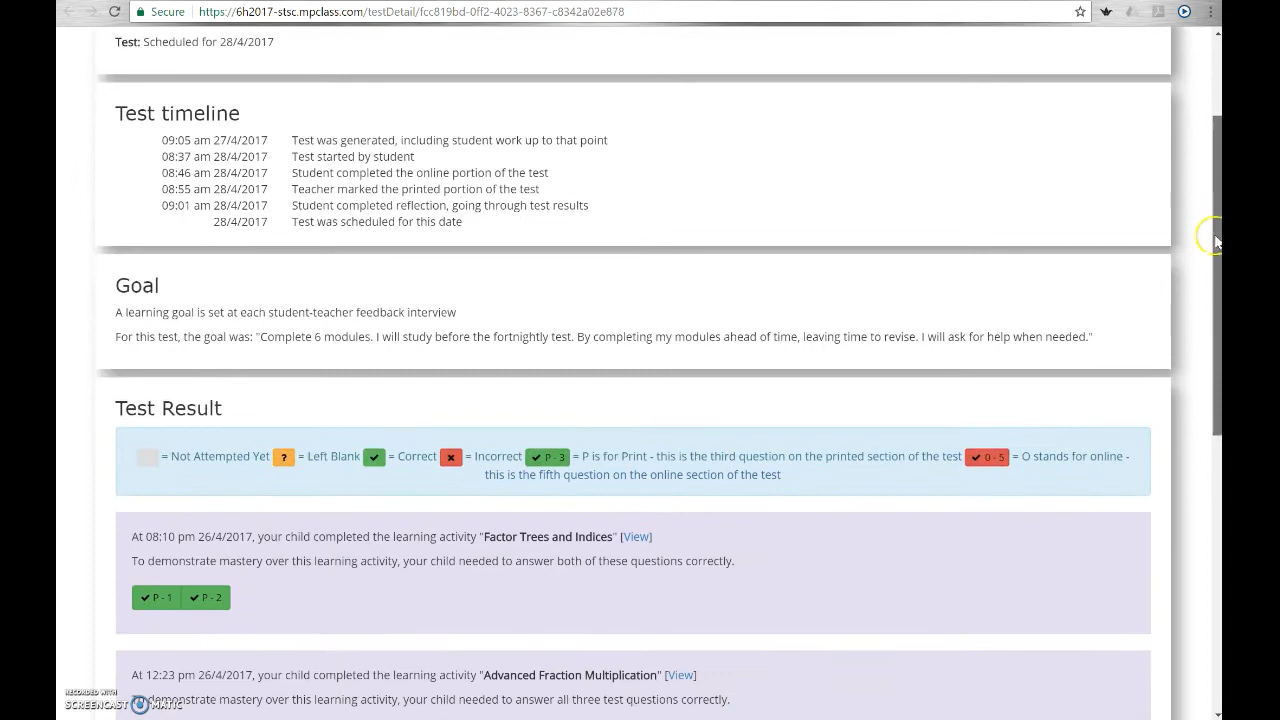 Secure https://6h2017-stsc.mpclass.com/testDetail/fcc819bd-0ff2-4023-8367-c8342a02e878
Test: Scheduled for 28/4/2017
Test timeline
09:05 am 27/4/2017 Test was generated, including student work up to that point
08:37 am 28/4/2017 Test started by student
08:46 am 28/4/2017 Student completed the online portion of the test
08:55 am 28/4/2017 Teacher marked the printed portion of the test
09:01 am 28/4/2017 Student completed reflection, going through test results
28/4/2017 Test was scheduled for this date
Goal
A learning goal is set at each student-teacher feedback interview
For this test, the goal was: "Complete 6 modules. I will study before the fortnightly test. By completing my modules ahead of time, leaving time to revise. I will ask for help when needed."
Test Result
= Not Attempted Yet ? = Left Blank ✔ = Correct ✖ = Incorrect ✔ P - 3 = P is for Print - this is the third question on the printed section of the test ✔ O - 5 = O stands for online -
this is the fifth question on the online section of the test
At 08:10 pm 26/4/2017, your child completed the learning activity "Factor Trees and Indices" [View]
To demonstrate mastery over this learning activity, your child needed to answer both of these questions correctly.
✔ P - 1 ✔ P - 2
At 12:23 pm 26/4/2017, your child completed the learning activity "Advanced Fraction Multiplication" [View]
To demonstrate mastery over this learning activity, your child needed to answer all three test questions correctly.
RECORDED WITH
SCREENCAST MATIC